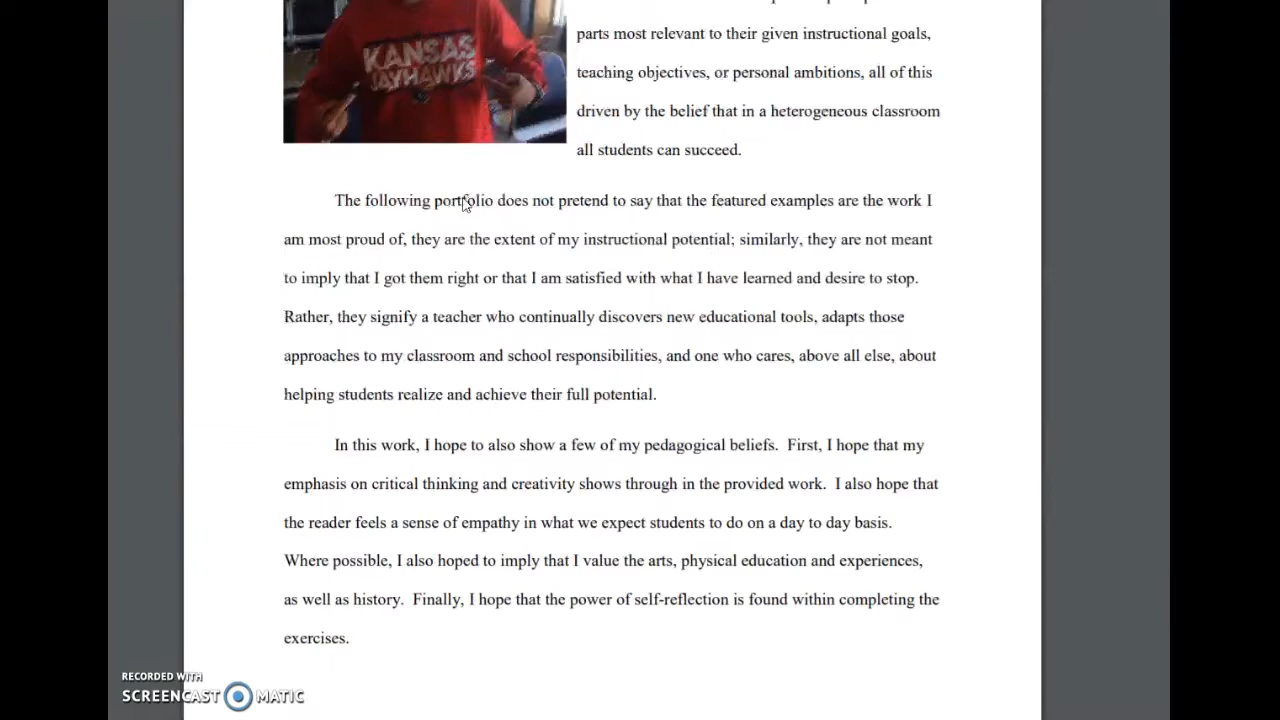 KANSAS
JAYHAWKS
parts most relevant to their given instructional goals,
teaching objectives, or personal ambitions, all of this
driven by the belief that in a heterogeneous classroom
all students can succeed.
The following portfolio does not pretend to say that the featured examples are the work I
am most proud of, they are the extent of my instructional potential; similarly, they are not meant
to imply that I got them right or that I am satisfied with what I have learned and desire to stop.
Rather, they signify a teacher who continually discovers new educational tools, adapts those
approaches to my classroom and school responsibilities, and one who cares, above all else, about
helping students realize and achieve their full potential.
In this work, I hope to also show a few of my pedagogical beliefs.  First, I hope that my
emphasis on critical thinking and creativity shows through in the provided work.  I also hope that
the reader feels a sense of empathy in what we expect students to do on a day to day basis.
Where possible, I also hoped to imply that I value the arts, physical education and experiences,
as well as history.  Finally, I hope that the power of self-reflection is found within completing the
exercises.
RECORDED WITH
SCREENCAST MATIC